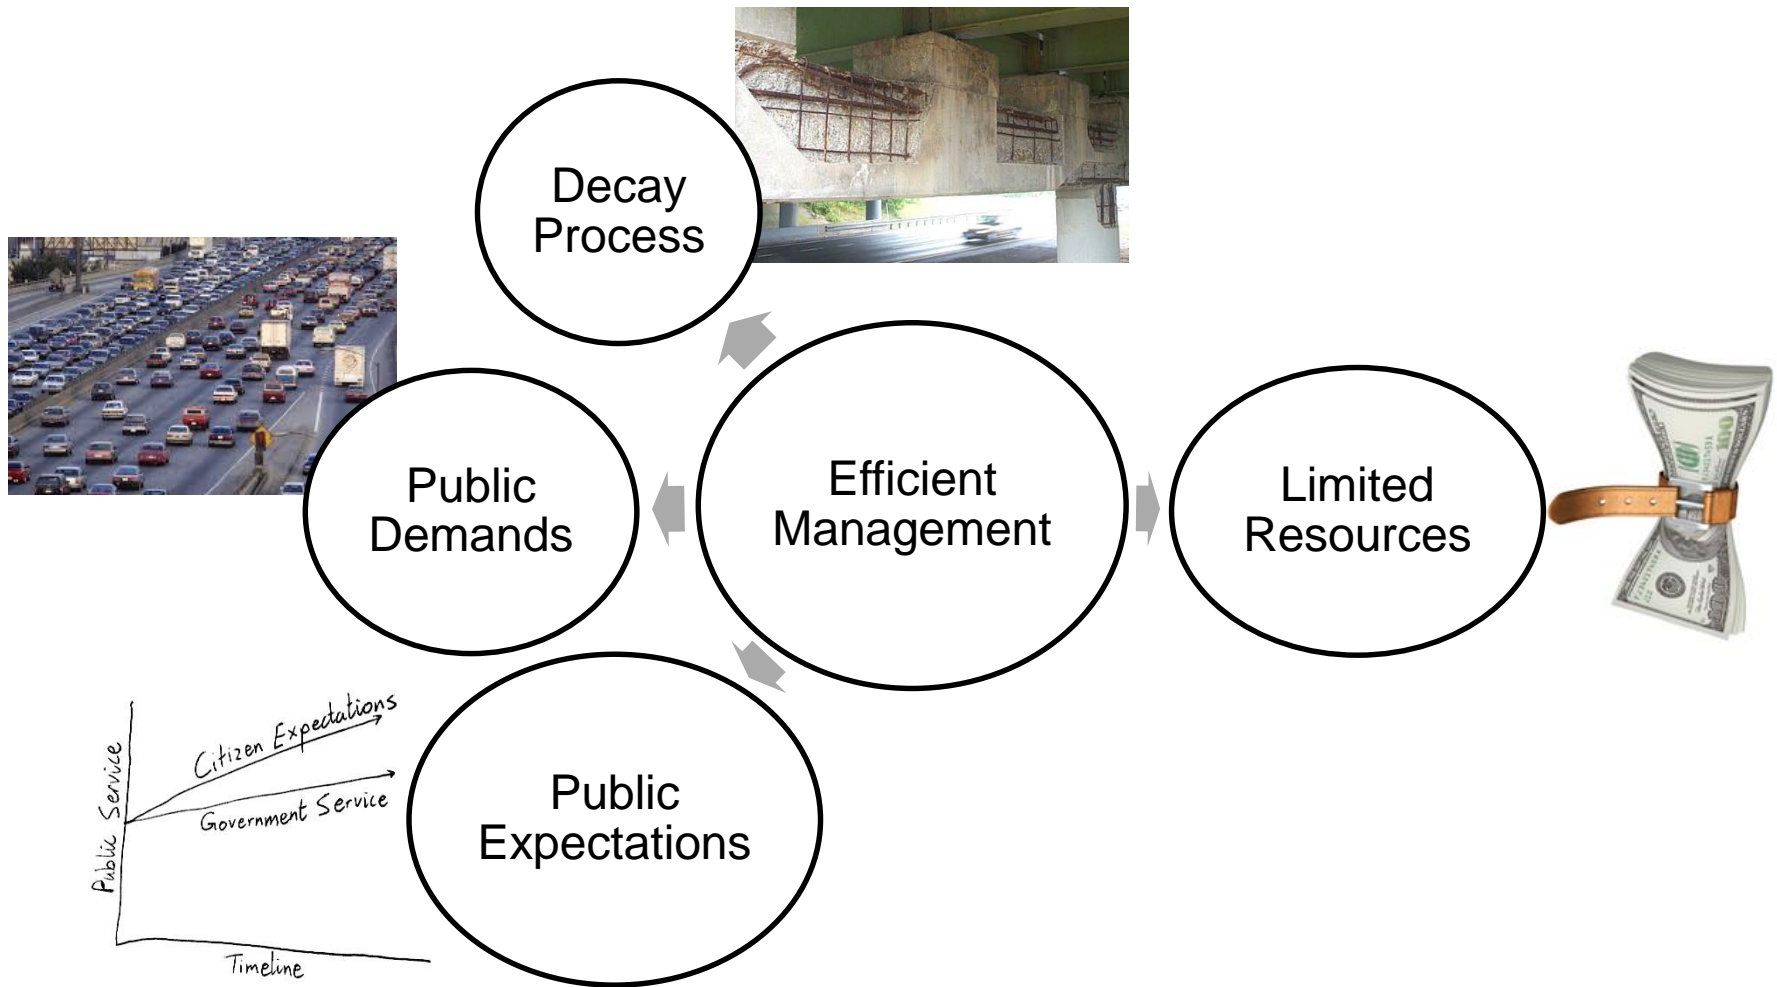 Decay
Process
Public
Demands
Efficient
Management
Limited
Resources
Public
Expectations
Citizen Expectations
Government Service
Public Service
Timeline